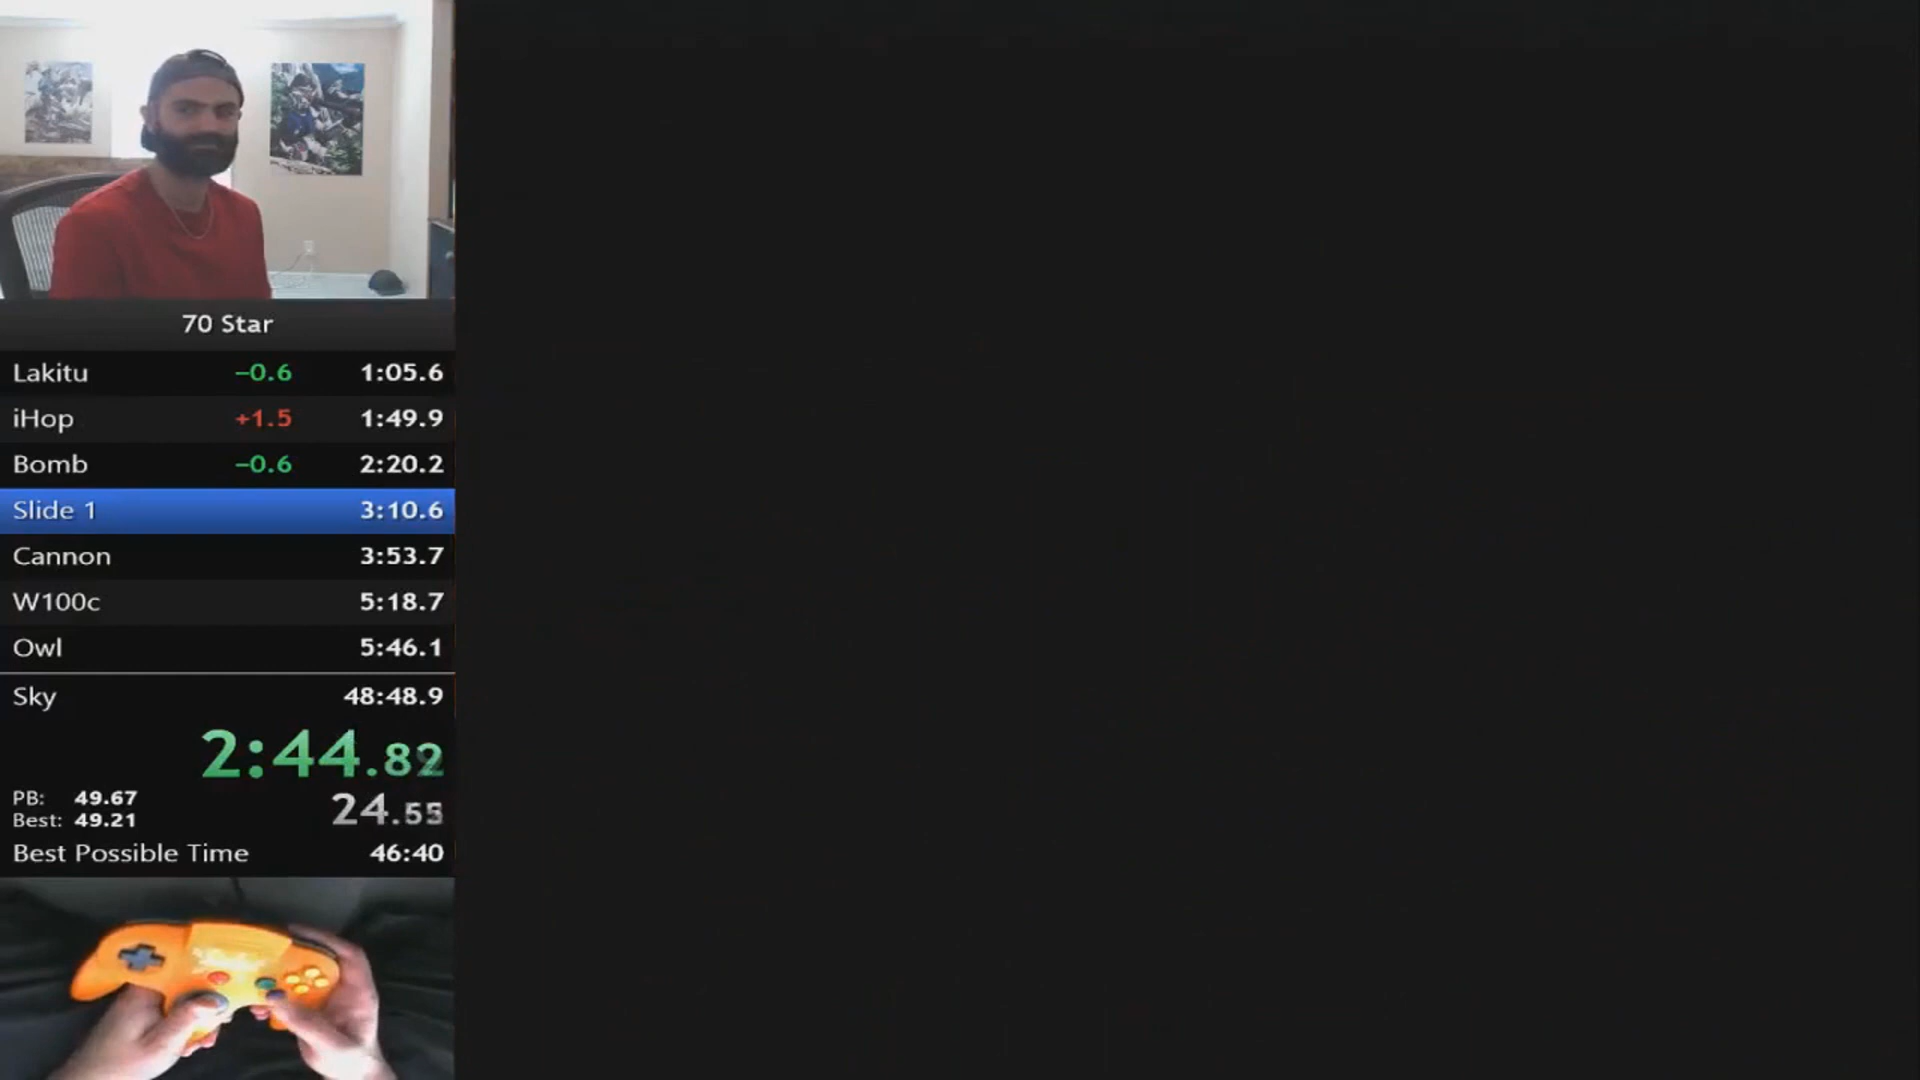 70 Star
Lakitu −0.6 1:05.6
iHop +1.5 1:49.9
Bomb −0.6 2:20.2
Slide 1 3:10.6
Cannon 3:53.7
W100c 5:18.7
Owl 5:46.1
Sky 48:48.9
2:44.82
PB: 49.67
Best: 49.21
24.55
Best Possible Time 46:40